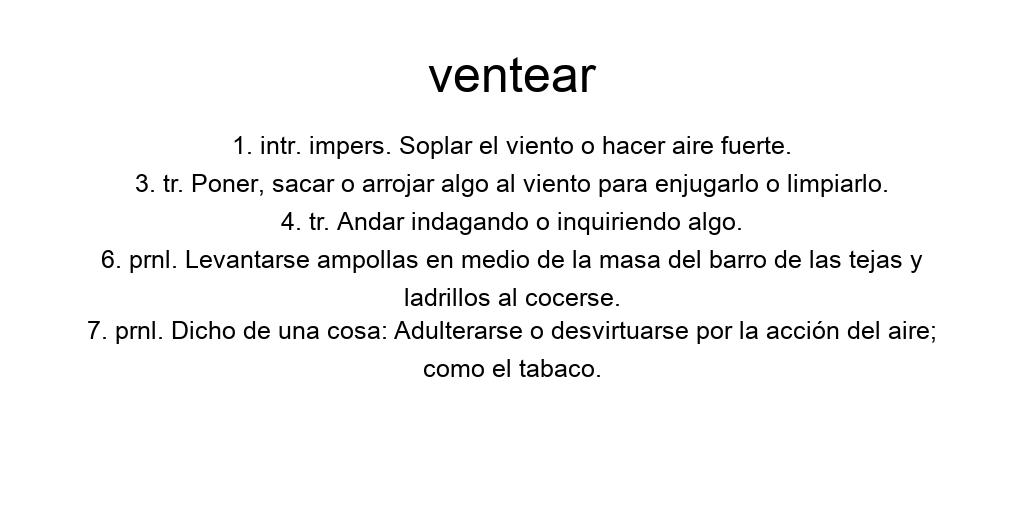 ventear
1. intr. impers. Soplar el viento o hacer aire fuerte.
3. tr. Poner, sacar o arrojar algo al viento para enjugarlo o limpiarlo.
4. tr. Andar indagando o inquiriendo algo.
6. prnl. Levantarse ampollas en medio de la masa del barro de las tejas y
ladrillos al cocerse.
7. prnl. Dicho de una cosa: Adulterarse o desvirtuarse por la acción del aire;
como el tabaco.